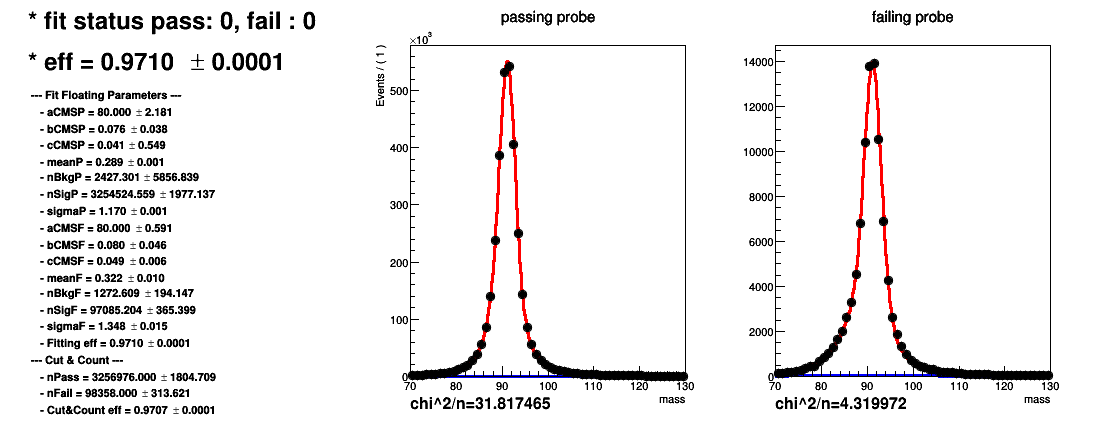 * fit status pass: 0, fail : 0
* eff = 0.9710 ± 0.0001
--- Fit Floating Parameters ---
- aCMSP = 80.000 ± 2.181
- bCMSP = 0.076 ± 0.038
- cCMSP = 0.041 ± 0.549
- meanP = 0.289 ± 0.001
- nBkgP = 2427.301 ± 5856.839
- nSigP = 3254524.559 ± 1977.137
- sigmaP = 1.170 ± 0.001
- aCMSF = 80.000 ± 0.591
- bCMSF = 0.080 ± 0.046
- cCMSF = 0.049 ± 0.006
- meanF = 0.322 ± 0.010
- nBkgF = 1272.609 ± 194.147
- nSigF = 97085.204 ± 365.399
- sigmaF = 1.348 ± 0.015
- Fitting eff = 0.9710 ± 0.0001
--- Cut & Count ---
- nPass = 3256976.000 ± 1804.709
- nFail = 98358.000 ± 313.621
- Cut&Count eff = 0.9707 ± 0.0001
passing probe
×10³
Events / ( 1 )
500
400
300
200
100
0
70 80 90 100 110 120 130
mass
chi^2/n=31.817465
failing probe
14000
12000
10000
8000
6000
4000
2000
0
70 80 90 100 110 120 130
mass
chi^2/n=4.319972